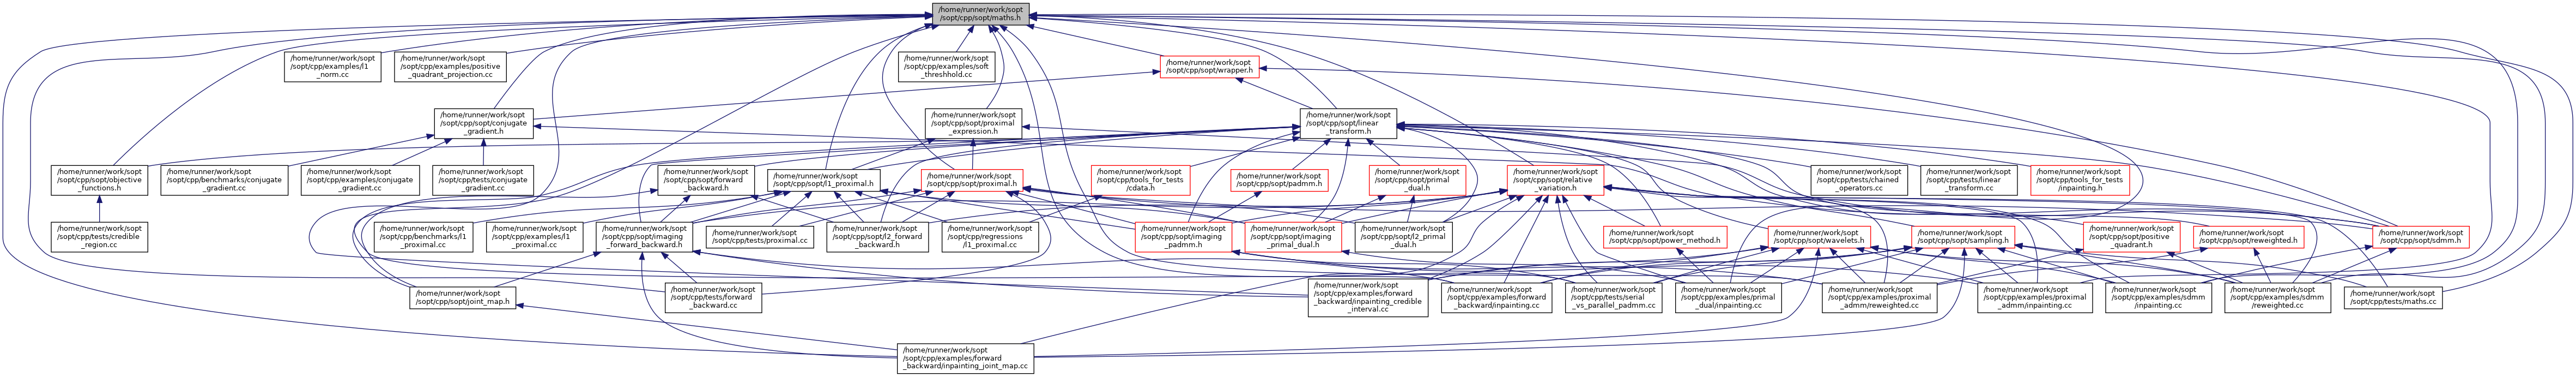 /home/runner/work/sopt
/sopt/cpp/sopt/maths.h
/home/runner/work/sopt
/sopt/cpp/examples/l1
_norm.cc
/home/runner/work/sopt
/sopt/cpp/examples/positive
_quadrant_projection.cc
/home/runner/work/sopt
/sopt/cpp/examples/soft
_threshhold.cc
/home/runner/work/sopt
/sopt/cpp/sopt/wrapper.h
/home/runner/work/sopt
/sopt/cpp/sopt/conjugate
_gradient.h
/home/runner/work/sopt
/sopt/cpp/sopt/proximal
_expression.h
/home/runner/work/sopt
/sopt/cpp/sopt/linear
_transform.h
/home/runner/work/sopt
/sopt/cpp/sopt/objective
_functions.h
/home/runner/work/sopt
/sopt/cpp/benchmarks/conjugate
_gradient.cc
/home/runner/work/sopt
/sopt/cpp/examples/conjugate
_gradient.cc
/home/runner/work/sopt
/sopt/cpp/tests/conjugate
_gradient.cc
/home/runner/work/sopt
/sopt/cpp/sopt/forward
_backward.h
/home/runner/work/sopt
/sopt/cpp/sopt/l1_proximal.h
/home/runner/work/sopt
/sopt/cpp/sopt/proximal.h
/home/runner/work/sopt
/sopt/cpp/tools_for_tests
/cdata.h
/home/runner/work/sopt
/sopt/cpp/sopt/padmm.h
/home/runner/work/sopt
/sopt/cpp/sopt/primal
_dual.h
/home/runner/work/sopt
/sopt/cpp/sopt/relative
_variation.h
/home/runner/work/sopt
/sopt/cpp/tests/chained
_operators.cc
/home/runner/work/sopt
/sopt/cpp/tests/linear
_transform.cc
/home/runner/work/sopt
/sopt/cpp/tools_for_tests
/inpainting.h
/home/runner/work/sopt
/sopt/cpp/tests/credible
_region.cc
/home/runner/work/sopt
/sopt/cpp/benchmarks/l1
_proximal.cc
/home/runner/work/sopt
/sopt/cpp/examples/l1
_proximal.cc
/home/runner/work/sopt
/sopt/cpp/sopt/imaging
_forward_backward.h
/home/runner/work/sopt
/sopt/cpp/tests/proximal.cc
/home/runner/work/sopt
/sopt/cpp/sopt/l2_forward
_backward.h
/home/runner/work/sopt
/sopt/cpp/regressions
/l1_proximal.cc
/home/runner/work/sopt
/sopt/cpp/sopt/imaging
_padmm.h
/home/runner/work/sopt
/sopt/cpp/sopt/imaging
_primal_dual.h
/home/runner/work/sopt
/sopt/cpp/sopt/l2_primal
_dual.h
/home/runner/work/sopt
/sopt/cpp/sopt/power_method.h
/home/runner/work/sopt
/sopt/cpp/sopt/wavelets.h
/home/runner/work/sopt
/sopt/cpp/sopt/sampling.h
/home/runner/work/sopt
/sopt/cpp/sopt/positive
_quadrant.h
/home/runner/work/sopt
/sopt/cpp/sopt/reweighted.h
/home/runner/work/sopt
/sopt/cpp/sopt/sdmm.h
/home/runner/work/sopt
/sopt/cpp/sopt/joint_map.h
/home/runner/work/sopt
/sopt/cpp/tests/forward
_backward.cc
/home/runner/work/sopt
/sopt/cpp/examples/forward
_backward/inpainting_credible
_interval.cc
/home/runner/work/sopt
/sopt/cpp/examples/forward
_backward/inpainting.cc
/home/runner/work/sopt
/sopt/cpp/tests/serial
_vs_parallel_padmm.cc
/home/runner/work/sopt
/sopt/cpp/examples/primal
_dual/inpainting.cc
/home/runner/work/sopt
/sopt/cpp/examples/proximal
_admm/reweighted.cc
/home/runner/work/sopt
/sopt/cpp/examples/proximal
_admm/inpainting.cc
/home/runner/work/sopt
/sopt/cpp/examples/sdmm
/inpainting.cc
/home/runner/work/sopt
/sopt/cpp/examples/sdmm
/reweighted.cc
/home/runner/work/sopt
/sopt/cpp/tests/maths.cc
/home/runner/work/sopt
/sopt/cpp/examples/forward
_backward/inpainting_joint_map.cc